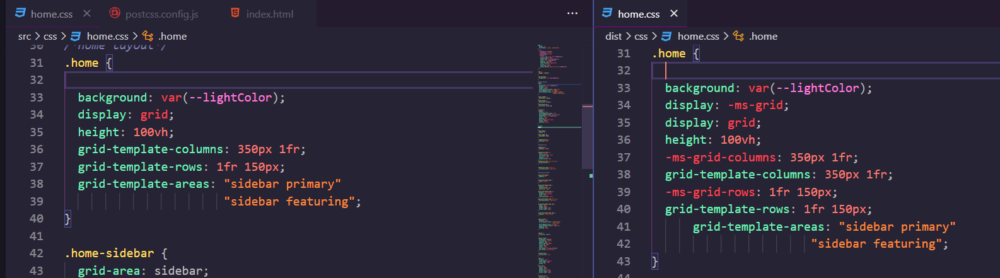 home.css × postcss.config.js index.html ...
src > css > home.css > .home
30 /*home layout*/
31 .home {
32
33 background: var(--lightColor);
34 display: grid;
35 height: 100vh;
36 grid-template-columns: 350px 1fr;
37 grid-template-rows: 1fr 150px;
38 grid-template-areas: "sidebar primary"
39 "sidebar featuring";
40 }
41
42 .home-sidebar {
43 grid-area: sidebar;
home.css ×
dist > css > home.css > .home
31 .home {
32
33 background: var(--lightColor);
34 display: -ms-grid;
35 display: grid;
36 height: 100vh;
37 -ms-grid-columns: 350px 1fr;
38 grid-template-columns: 350px 1fr;
39 -ms-grid-rows: 1fr 150px;
40 grid-template-rows: 1fr 150px;
41 grid-template-areas: "sidebar primary"
42 "sidebar featuring";
43 }
44